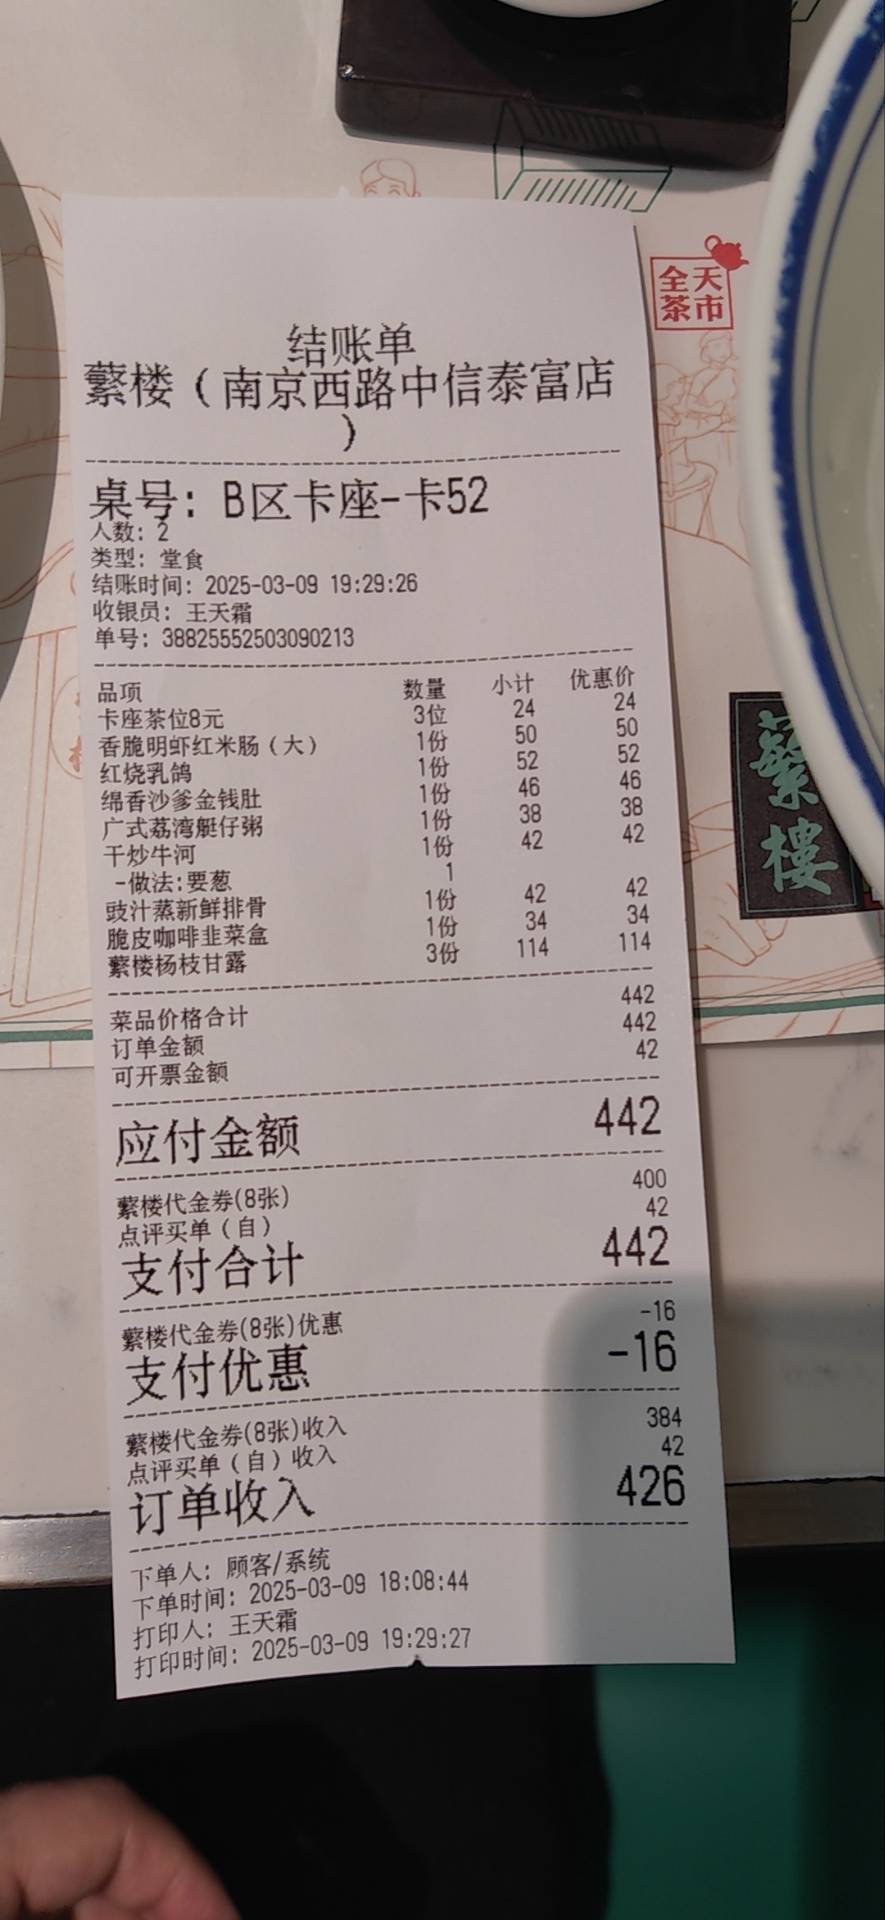 全天
茶市
结账单
蘩楼（南京西路中信泰富店
）
桌号: B区卡座-卡52
人数: 2
类型: 堂食
结账时间: 2025-03-09 19:29:26
收银员: 王天霜
单号: 38825552503090213
品项 数量 小计 优惠价
卡座茶位8元 3位 24 24
香脆明虾红米肠（大） 1份 50 50
红烧乳鸽 1份 52 52
绵香沙爹金钱肚 1份 46 46
广式荔湾艇仔粥 1份 38 38
干炒牛河 1份 42 42
-做法:要葱 1
豉汁蒸新鲜排骨 1份 42 42
脆皮咖啡韭菜盒 1份 34 34
蘩楼杨枝甘露 3份 114 114
菜品价格合计 442
订单金额 442
可开票金额 42
应付金额 442
蘩楼代金券(8张) 400
点评买单（自） 42
支付合计 442
蘩楼代金券(8张)优惠 -16
支付优惠 -16
蘩楼代金券(8张)收入 384
点评买单（自）收入 42
订单收入 426
下单人: 顾客/系统
下单时间: 2025-03-09 18:08:44
打印人: 王天霜
打印时间: 2025-03-09 19:29:27
蘩樓